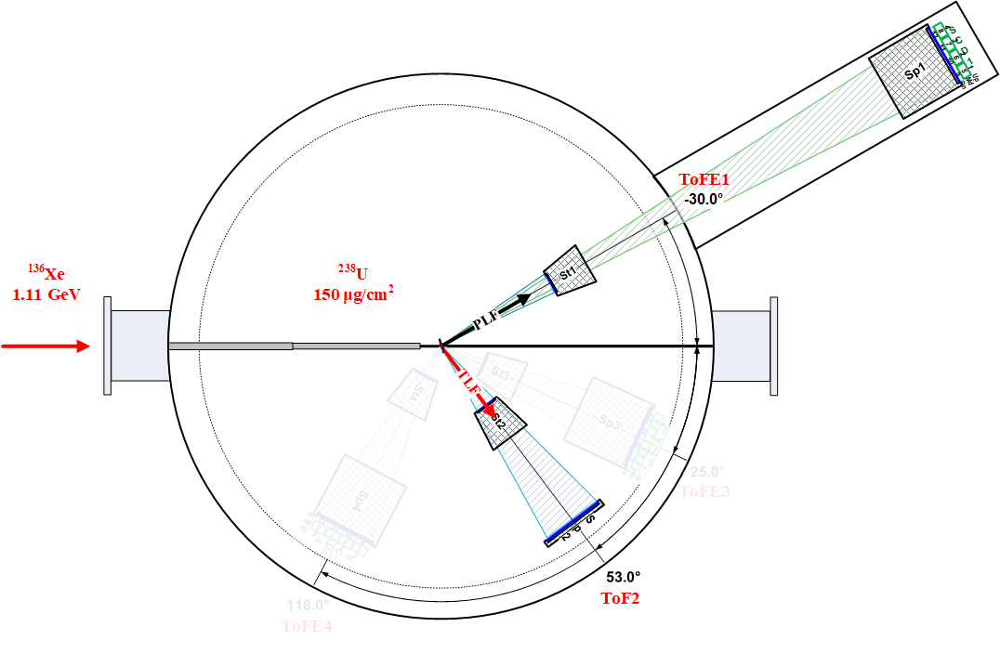 Sp1
ToFE1
-30.0°
¹³⁶Xe
1.11 GeV
²³⁸U
150 µg/cm²
St1
PLF
TLF
St2
St3
St4
Sp3
Sp4
Sp2
25.0°
ToFE3
53.0°
ToF2
118.0°
ToFE4